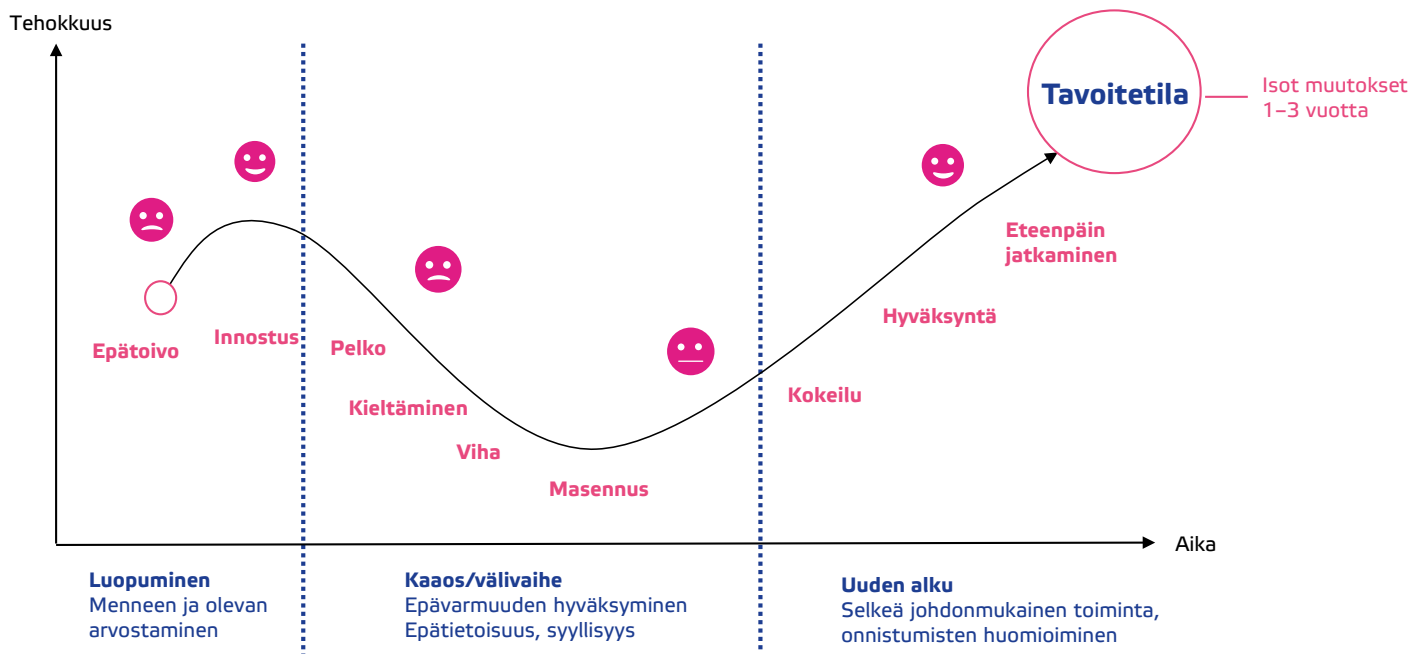 Tehokkuus
Tavoitetila
Isot muutokset
1–3 vuotta
Eteenpäin
jatkaminen
Epätoivo
Innostus
Pelko
Hyväksyntä
Kieltäminen
Kokeilu
Viha
Masennus
Aika
Luopuminen
Menneen ja olevan
arvostaminen
Kaaos/välivaihe
Epävarmuuden hyväksyminen
Epätietoisuus, syyllisyys
Uuden alku
Selkeä johdonmukainen toiminta,
onnistumisten huomioiminen